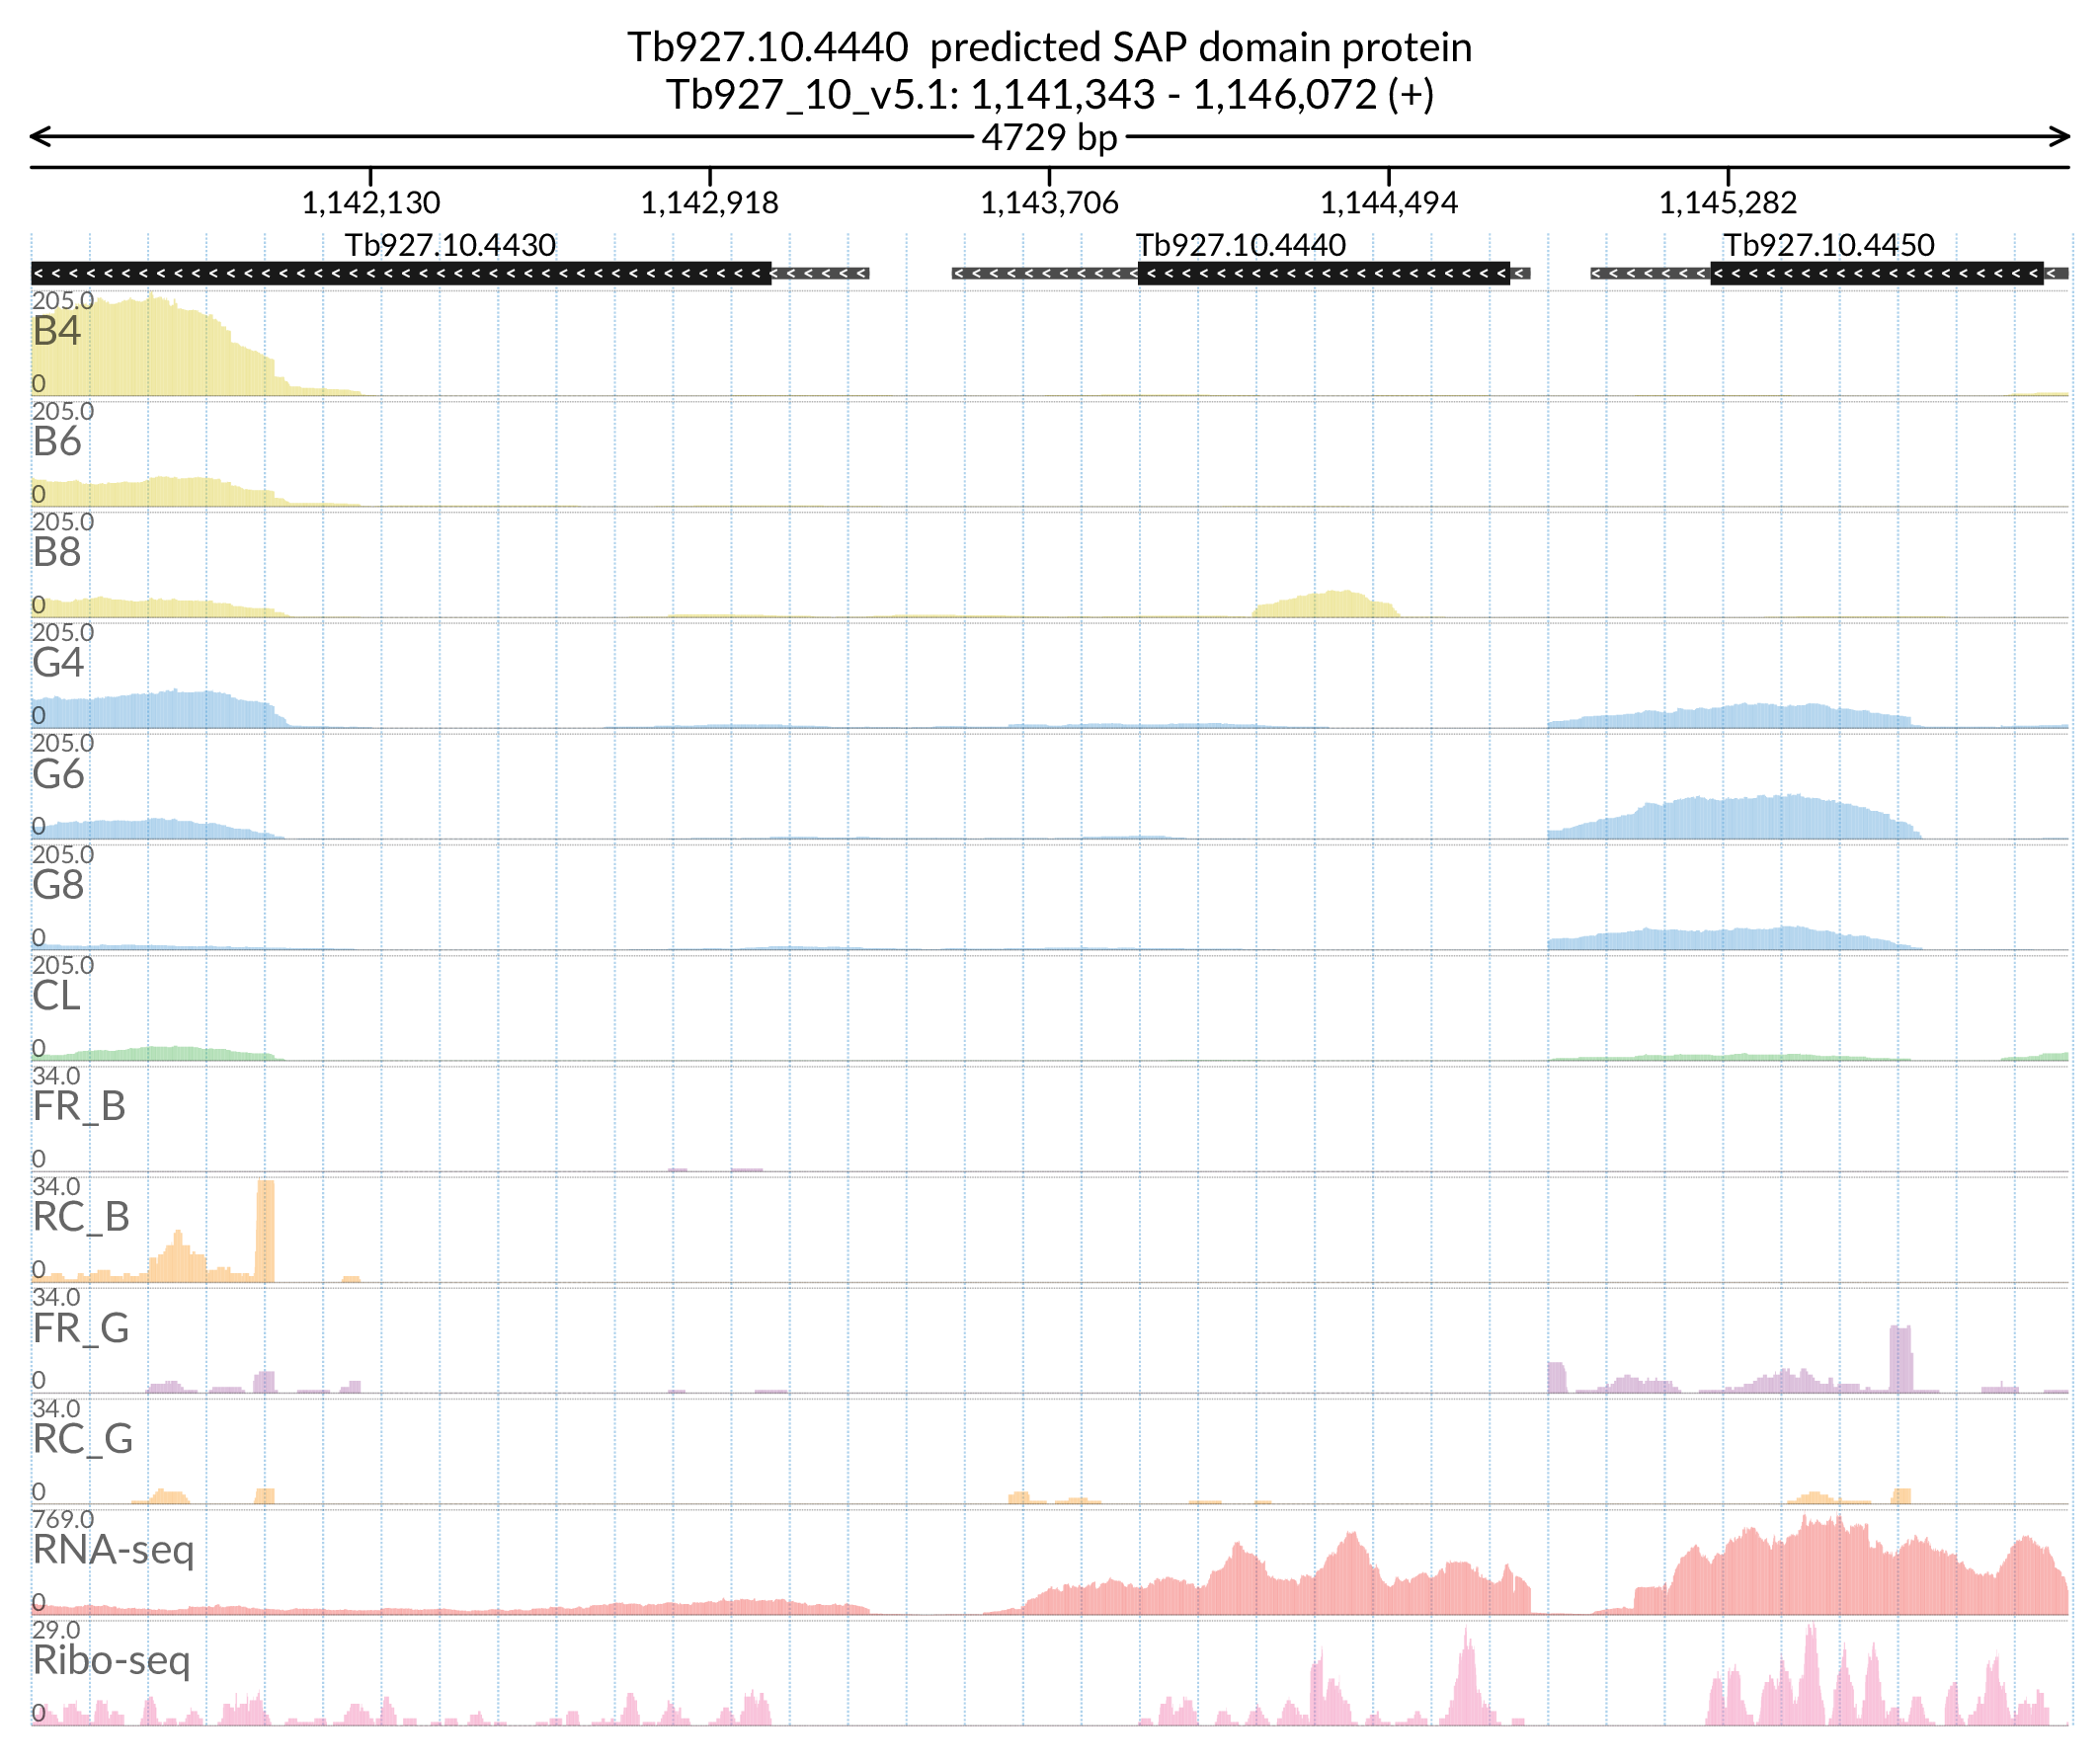 Tb927.10.4440 predicted SAP domain protein
Tb927_10_v5.1: 1,141,343 - 1,146,072 (+)
4729 bp
1,142,130 1,142,918 1,143,706 1,144,494 1,145,282
Tb927.10.4430 Tb927.10.4440 Tb927.10.4450
205.0
B4
0
205.0
B6
0
205.0
B8
0
205.0
G4
0
205.0
G6
0
205.0
G8
0
205.0
CL
0
34.0
FR_B
0
34.0
RC_B
0
34.0
FR_G
0
34.0
RC_G
0
769.0
RNA-seq
0
29.0
Ribo-seq
0